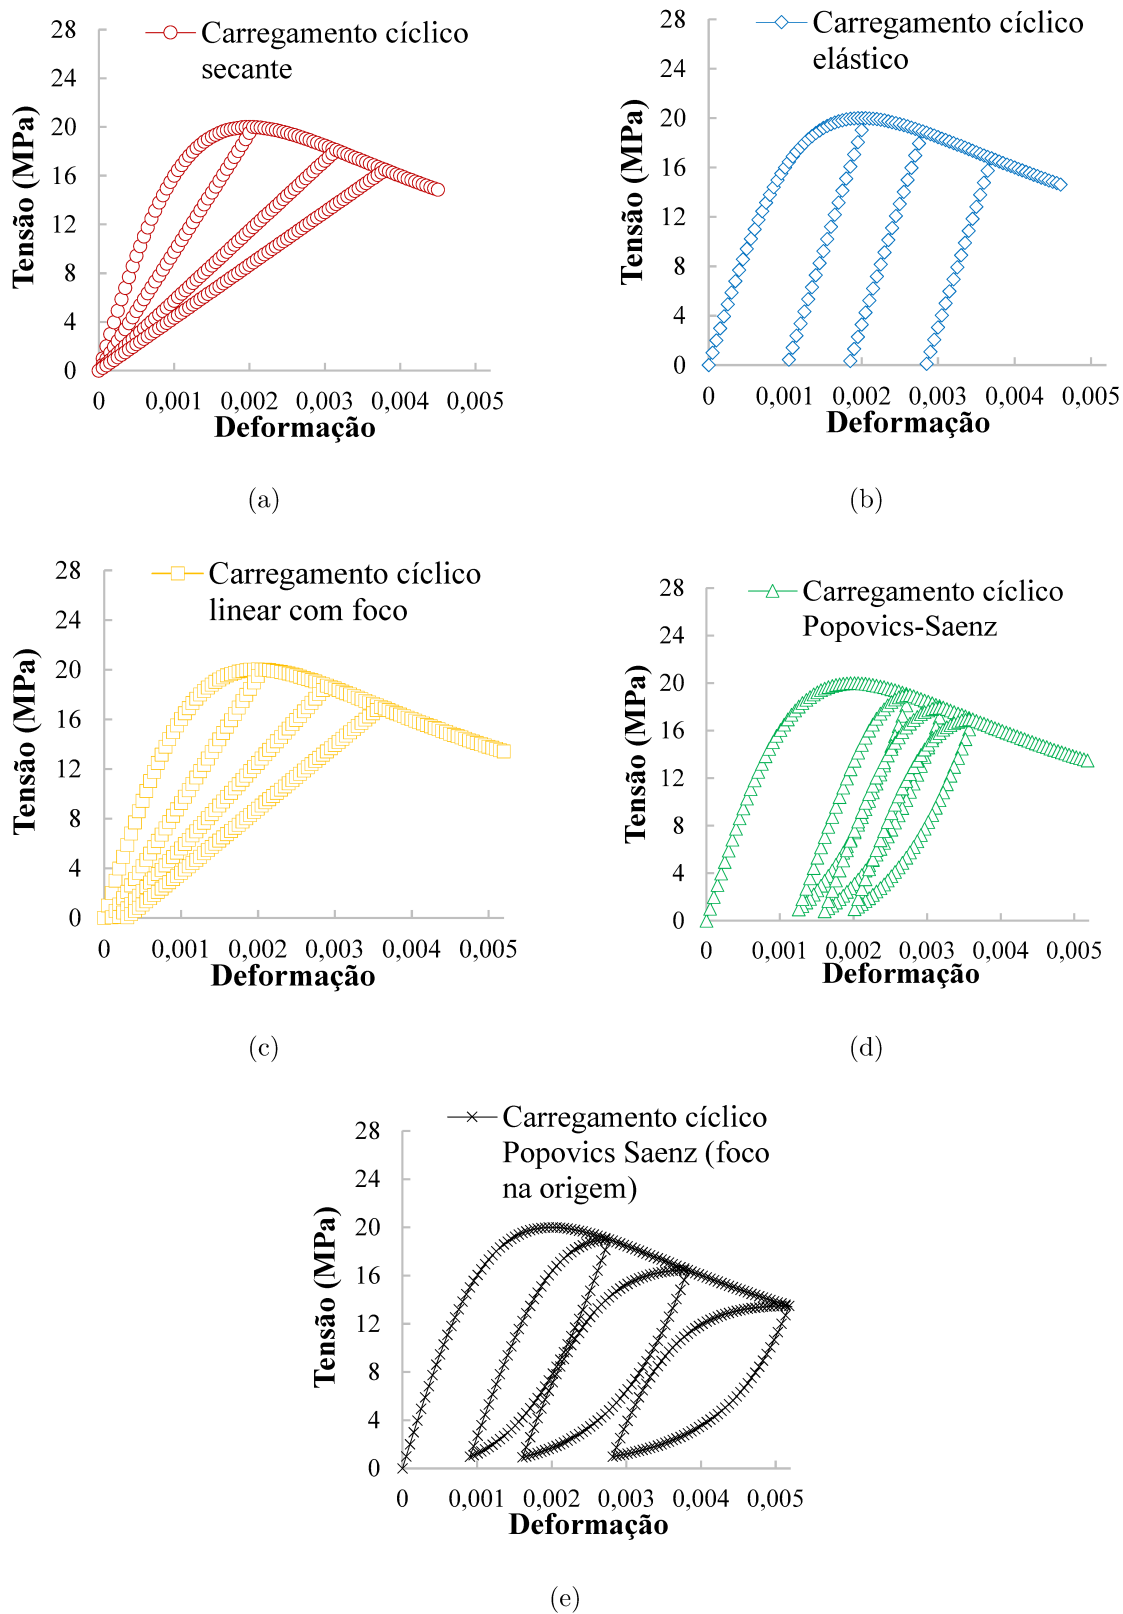 28
24
20
16
12
8
4
0
Tensão (MPa)
Carregamento cíclico
secante
0 0,001 0,002 0,003 0,004 0,005
Deformação
(a)
28
24
20
16
12
8
4
0
Tensão (MPa)
Carregamento cíclico
elástico
0 0,001 0,002 0,003 0,004 0,005
Deformação
(b)
28
24
20
16
12
8
4
0
Tensão (MPa)
Carregamento cíclico
linear com foco
0 0,001 0,002 0,003 0,004 0,005
Deformação
(c)
28
24
20
16
12
8
4
0
Tensão (MPa)
Carregamento cíclico
Popovics-Saenz
0 0,001 0,002 0,003 0,004 0,005
Deformação
(d)
28
24
20
16
12
8
4
0
Tensão (MPa)
Carregamento cíclico
Popovics Saenz (foco
na origem)
0 0,001 0,002 0,003 0,004 0,005
Deformação
(e)